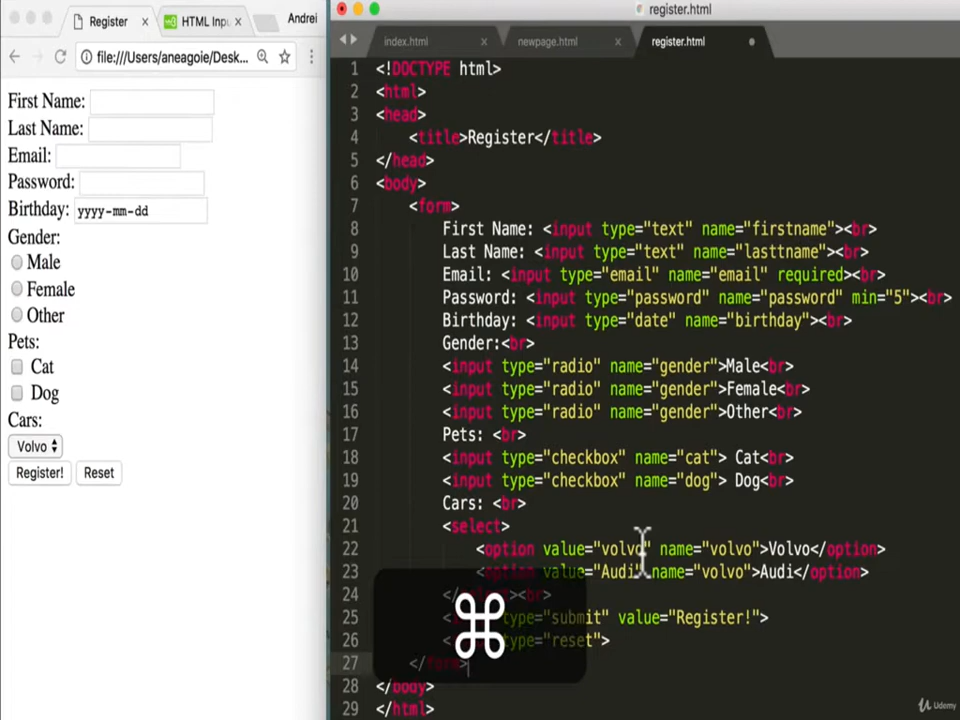 Register
HTML Inpu
Andrei
file:///Users/aneagoie/Desk...
First Name:
Last Name:
Email:
Password:
Birthday: yyyy-mm-dd
Gender:
Male
Female
Other
Pets:
Cat
Dog
Cars:
Volvo
Register! Reset
register.html
index.html
newpage.html
register.html
1 <!DOCTYPE html>
2 <html>
3 <head>
4 <title>Register</title>
5 </head>
6 <body>
7 <form>
8 First Name: <input type="text" name="firstname"><br>
9 Last Name: <input type="text" name="lasttname"><br>
10 Email: <input type="email" name="email" required><br>
11 Password: <input type="password" name="password" min="5"><br>
12 Birthday: <input type="date" name="birthday"><br>
13 Gender:<br>
14 <input type="radio" name="gender">Male<br>
15 <input type="radio" name="gender">Female<br>
16 <input type="radio" name="gender">Other<br>
17 Pets: <br>
18 <input type="checkbox" name="cat"> Cat<br>
19 <input type="checkbox" name="dog"> Dog<br>
20 Cars: <br>
21 <select>
22 <option value="volvo" name="volvo">Volvo</option>
23 <option value="Audi" name="volvo">Audi</option>
24 ><br>
25 type="submit" value="Register!">
26 type="reset">
27 </form>
28 </body>
29 </html>
⌘
Udemy